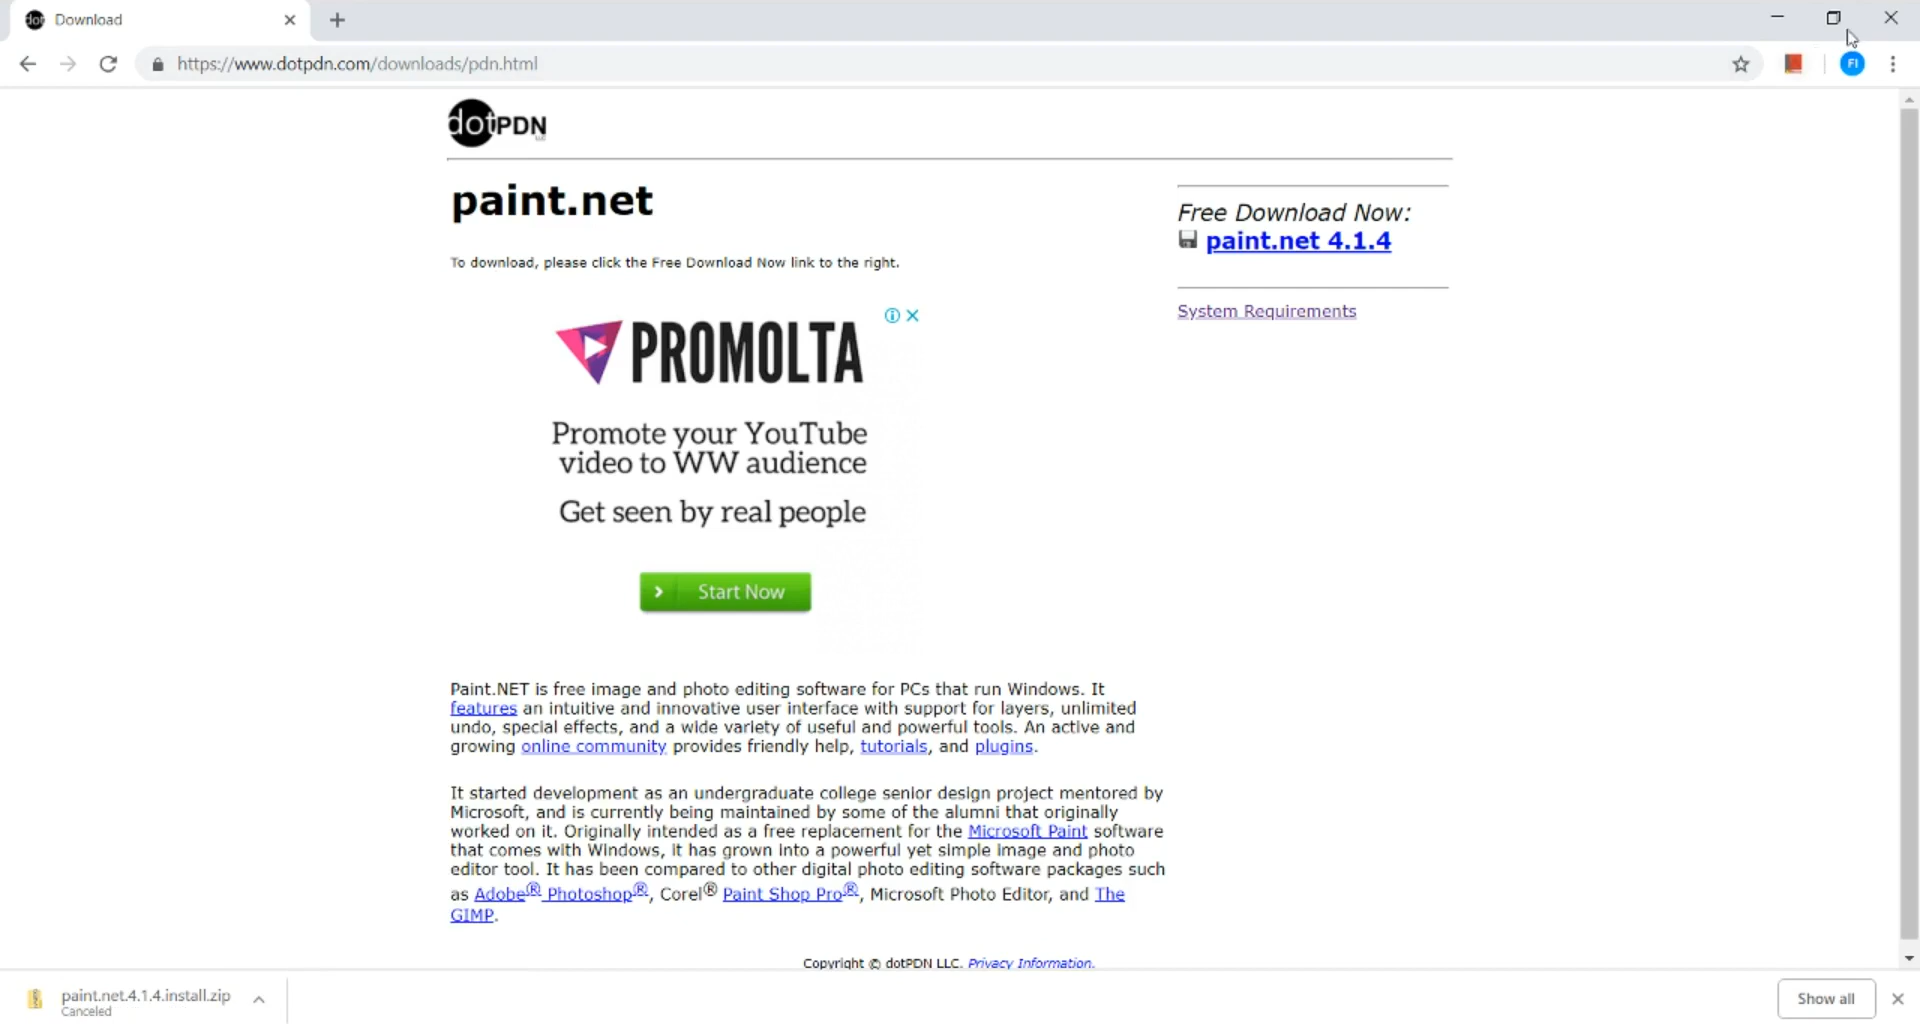 Download
https://www.dotpdn.com/downloads/pdn.html
FI
dotPDN
paint.net
Free Download Now:
paint.net 4.1.4
To download, please click the Free Download Now link to the right.
System Requirements
PROMOLTA
Promote your YouTube
video to WW audience
Get seen by real people
Start Now
Paint.NET is free image and photo editing software for PCs that run Windows. It
features an intuitive and innovative user interface with support for layers, unlimited
undo, special effects, and a wide variety of useful and powerful tools. An active and
growing online community provides friendly help, tutorials, and plugins.
It started development as an undergraduate college senior design project mentored by
Microsoft, and is currently being maintained by some of the alumni that originally
worked on it. Originally intended as a free replacement for the Microsoft Paint software
that comes with Windows, it has grown into a powerful yet simple image and photo
editor tool. It has been compared to other digital photo editing software packages such
as Adobe® Photoshop®, Corel® Paint Shop Pro®, Microsoft Photo Editor, and The
GIMP.
Copyright © dotPDN LLC. Privacy Information.
paint.net.4.1.4.install.zip
Canceled
Show all